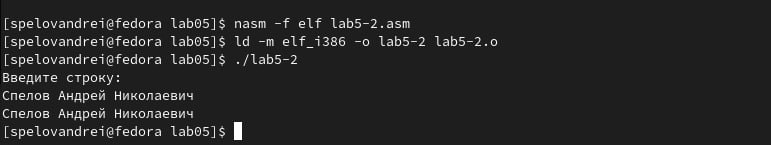 [spelovandrei@fedora lab05]$ nasm -f elf lab5-2.asm
[spelovandrei@fedora lab05]$ ld -m elf_i386 -o lab5-2 lab5-2.o
[spelovandrei@fedora lab05]$ ./lab5-2
Введите строку:
Спелов Андрей Николаевич
Спелов Андрей Николаевич
[spelovandrei@fedora lab05]$